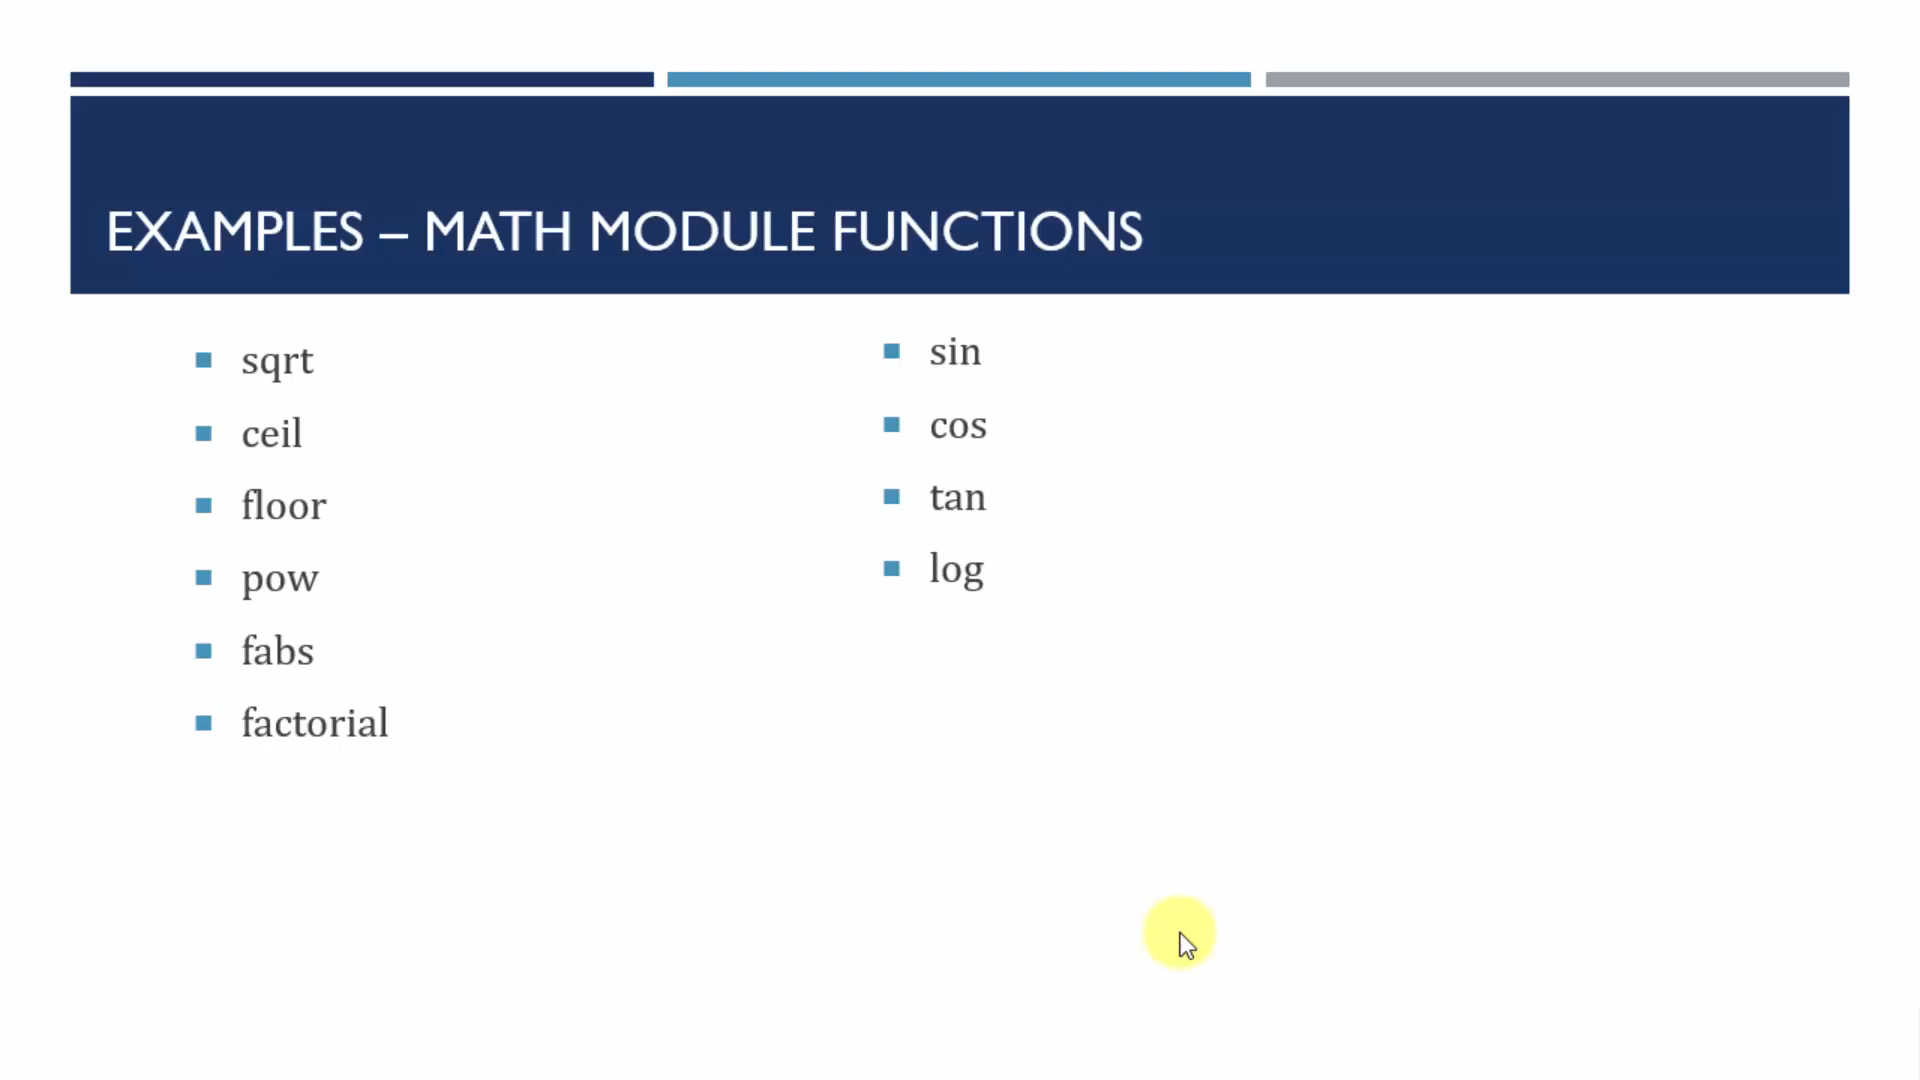 EXAMPLES – MATH MODULE FUNCTIONS
sqrt
ceil
floor
pow
fabs
factorial
sin
cos
tan
log